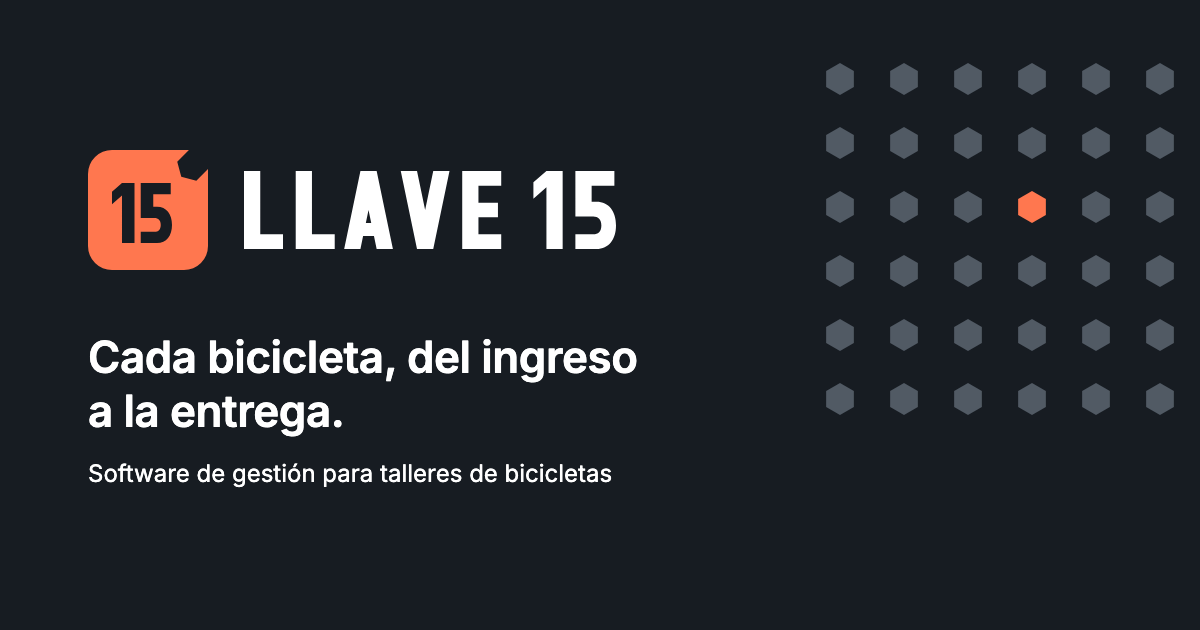 15 LLAVE 15
Cada bicicleta, del ingreso
a la entrega.
Software de gestión para talleres de bicicletas